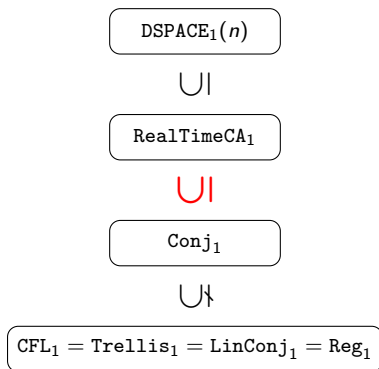 DSPACE₁(n)
∪|
RealTimeCA₁
∪|
Conj₁
∪∤
CFL₁ = Trellis₁ = LinConj₁ = Reg₁